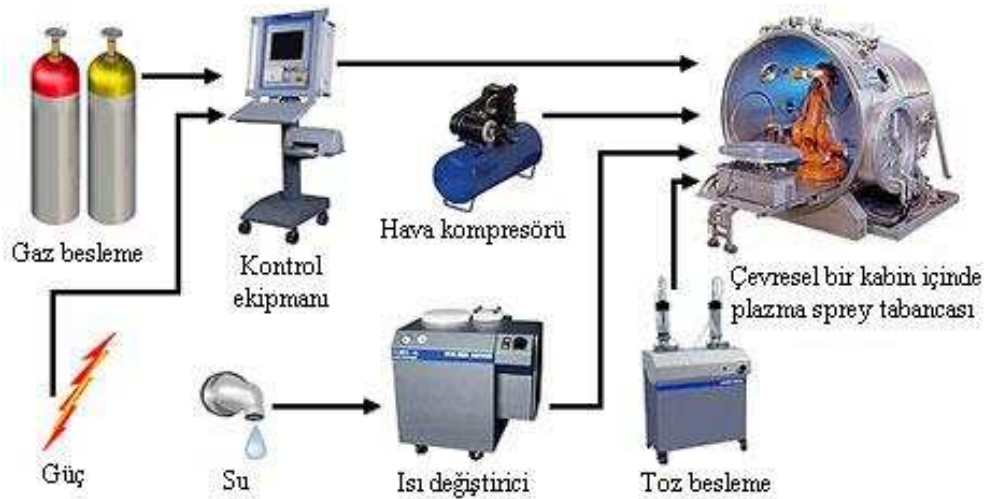 Gaz besleme
Kontrol
ekipmanı
Hava kompresörü
Çevresel bir kabin içinde
plazma sprey tabancası
Güç
Su
Isı değiştirici
Toz besleme